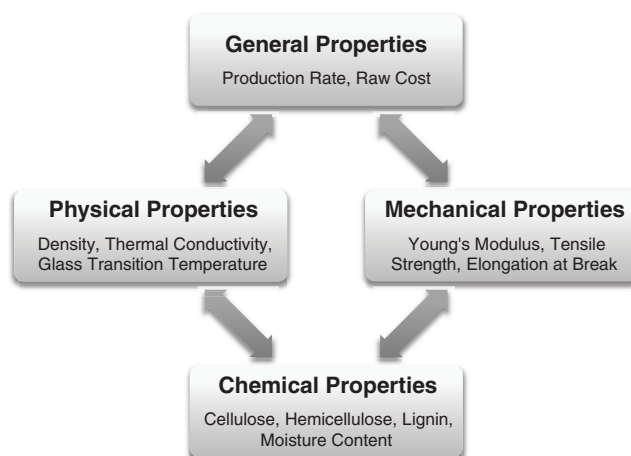 General Properties
Production Rate, Raw Cost
Physical Properties
Density, Thermal Conductivity,
Glass Transition Temperature
Mechanical Properties
Young's Modulus, Tensile
Strength, Elongation at Break
Chemical Properties
Cellulose, Hemicellulose, Lignin,
Moisture Content